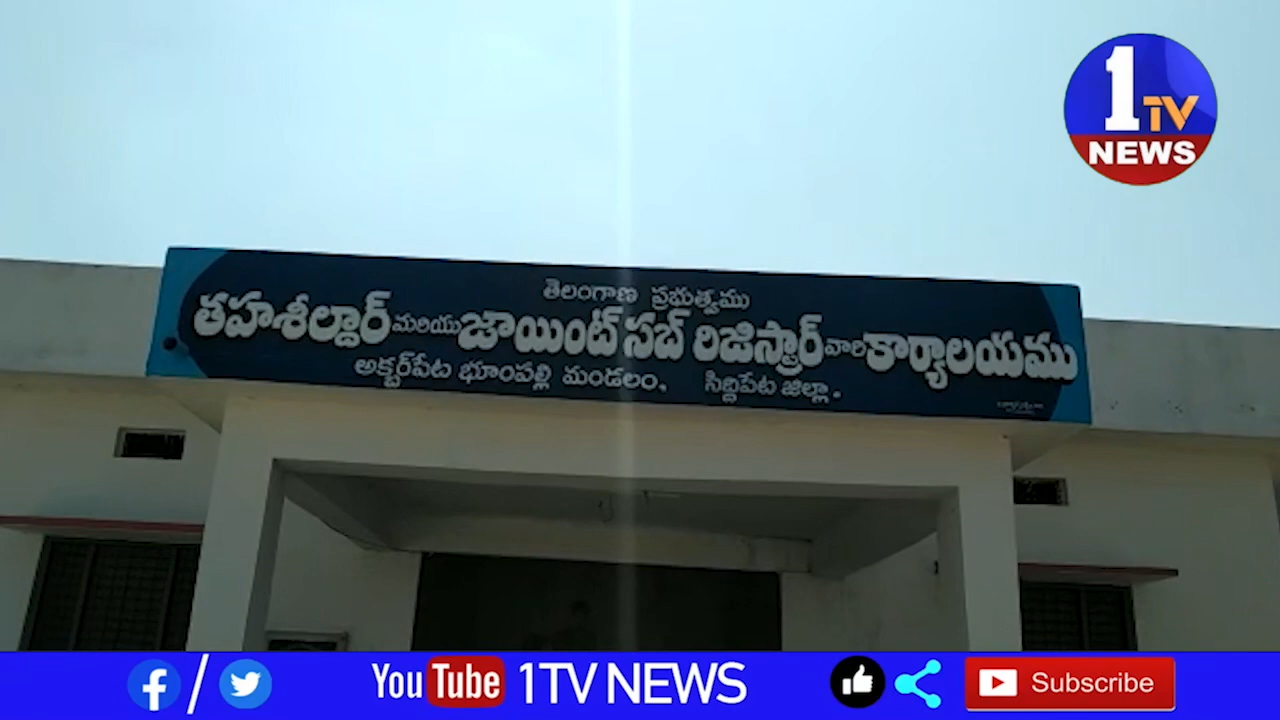 1TV
NEWS
తెలంగాణ ప్రభుత్వము
తహశీల్దార్ మరియు జాయింట్ సబ్ రిజిస్ట్రార్ వారి కార్యాలయము
అక్బర్‌పేట భూంపల్లి మండలం, సిద్దిపేట జిల్లా.
YouTube 1TV NEWS
Subscribe